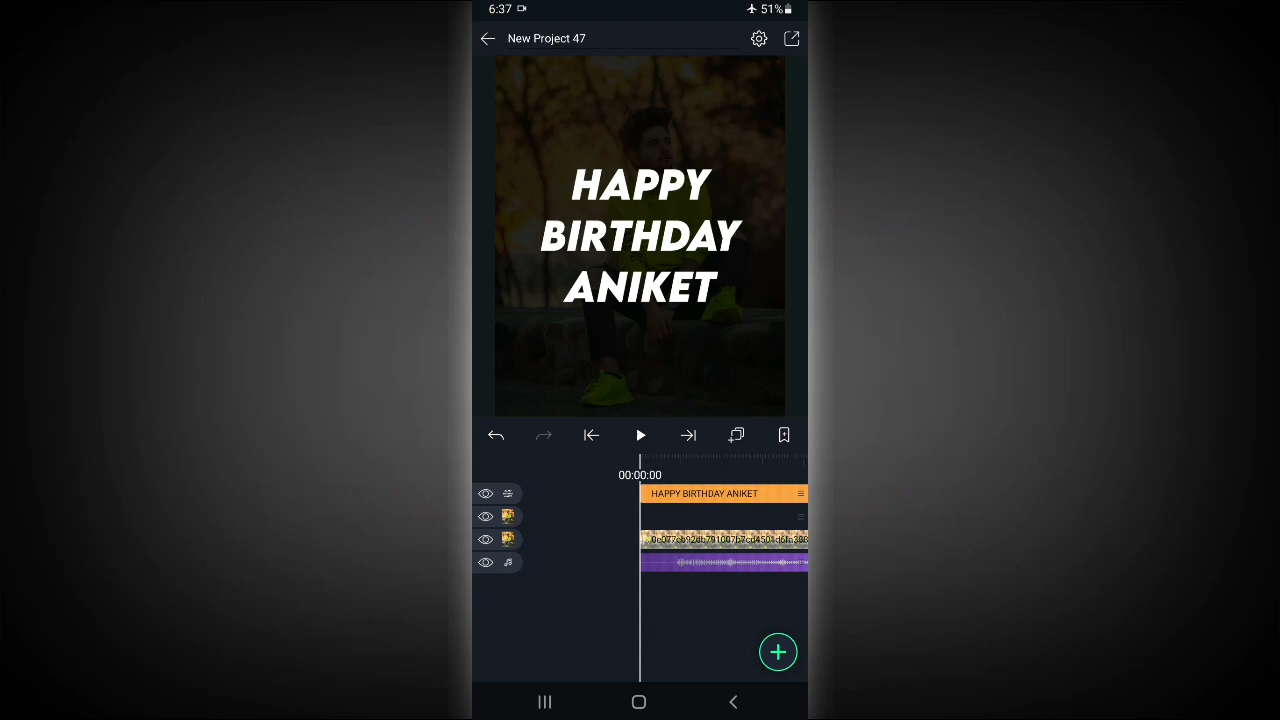 6:37
51%
New Project 47
HAPPY
BIRTHDAY
ANIKET
00:00:00
HAPPY BIRTHDAY ANIKET